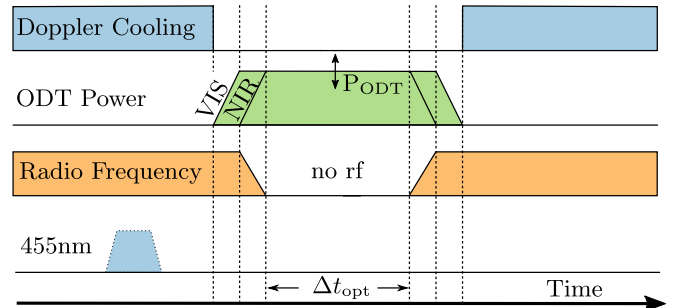 Doppler Cooling
ODT Power
VIS
NIR
P_ODT
Radio Frequency
no rf
455nm
Δt_opt
Time